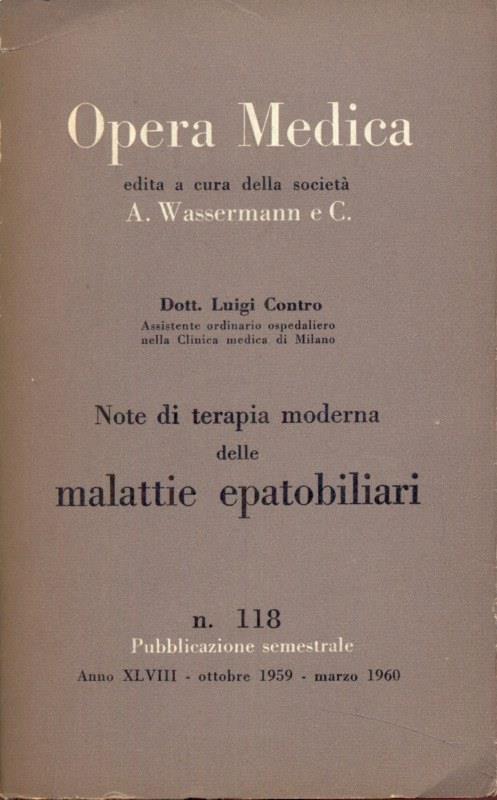 Opera Medica
edita a cura della società
A. Wassermann e C.
Dott. Luigi Contro
Assistente ordinario ospedaliero
nella Clinica medica di Milano
Note di terapia moderna
delle
malattie epatobiliari
n. 118
Pubblicazione semestrale
Anno XLVIII - ottobre 1959 - marzo 1960